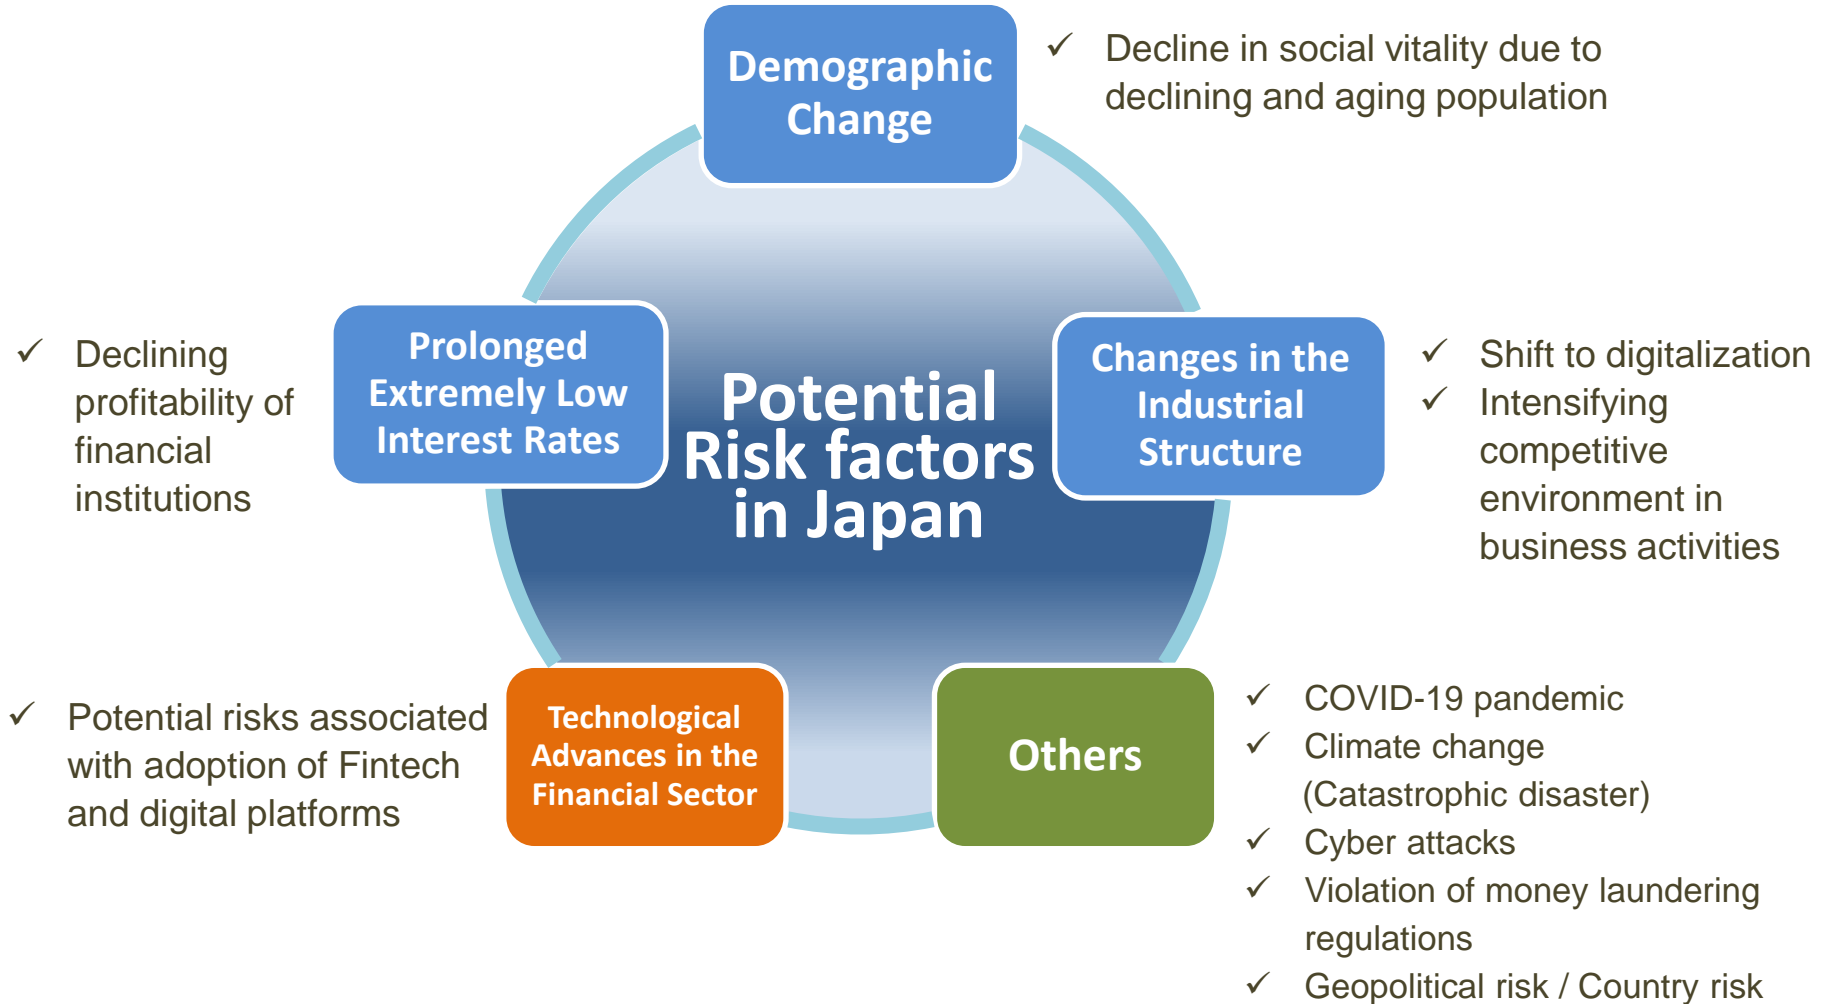 Demographic
Change
✓ Decline in social vitality due to
declining and aging population
Prolonged
Extremely Low
Interest Rates
✓ Declining
profitability of
financial
institutions
Potential
Risk factors
in Japan
Changes in the
Industrial
Structure
✓ Shift to digitalization
✓ Intensifying
competitive
environment in
business activities
Technological
Advances in the
Financial Sector
✓ Potential risks associated
with adoption of Fintech
and digital platforms
Others
✓ COVID-19 pandemic
✓ Climate change
(Catastrophic disaster)
✓ Cyber attacks
✓ Violation of money laundering
regulations
✓ Geopolitical risk / Country risk